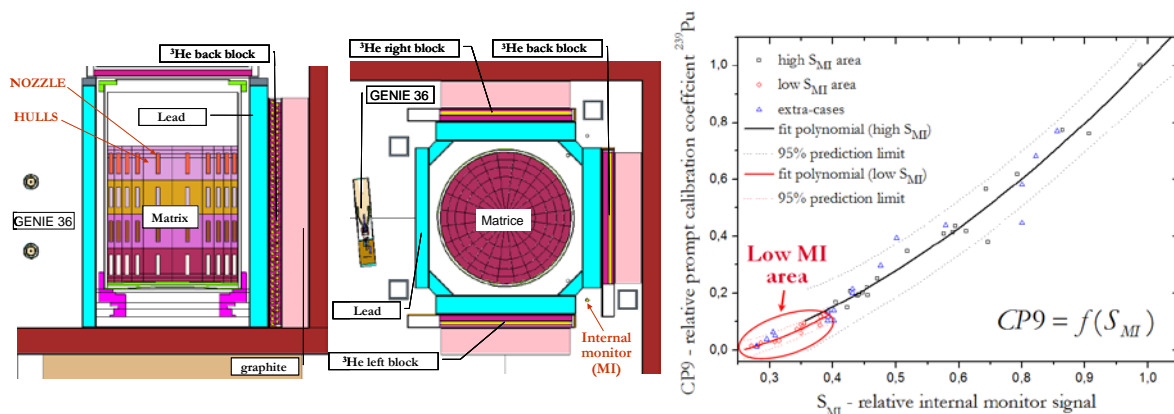 ³He back block
NOZZLE
HULLS
Lead
GENIE 36
Matrix
graphite
³He right block
³He back block
GENIE 36
Matrice
Lead
³He left block
Internal
monitor
(MI)
CP9 - relative prompt calibration coeffcient ²³⁹Pu
1,0
0,8
0,6
0,4
0,2
0,0
high S_MI area
low S_MI area
extra-cases
fit polynomial (high S_MI)
95% prediction limit
fit polynomial (low S_MI)
95% prediction limit
Low MI
area
CP9 = f(S_MI)
0,3 0,4 0,5 0,6 0,7 0,8 0,9 1,0
S_MI - relative internal monitor signal